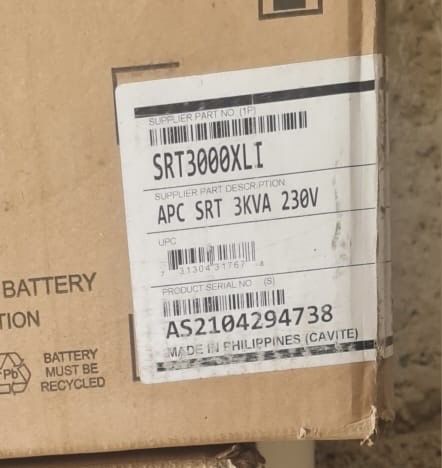 SUPPLIER PART NO. (1P)
SRT3000XLI
SUPPLIER PART DESCRIPTION
APC SRT 3KVA 230V
UPC
7 31304 31767 8
PRODUCT SERIAL NO (S)
AS2104294738
MADE IN PHILIPPINES (CAVITE)
BATTERY
TION
Pb
BATTERY
MUST BE
RECYCLED